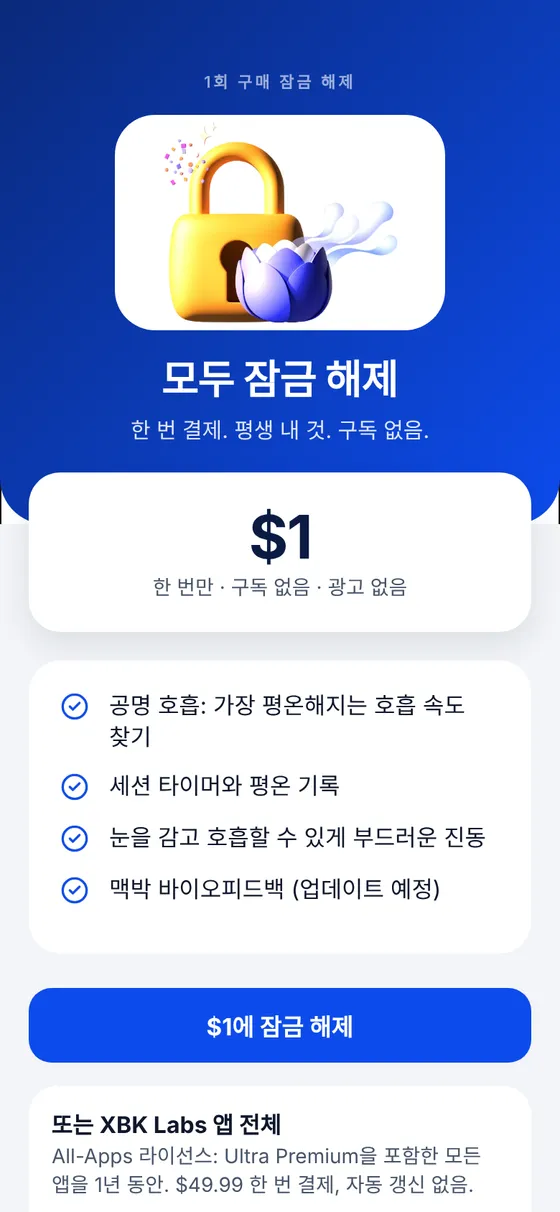 1회 구매 잠금 해제
모두 잠금 해제
한 번 결제. 평생 내 것. 구독 없음.
$1
한 번만 · 구독 없음 · 광고 없음
공명 호흡: 가장 평온해지는 호흡 속도
찾기
세션 타이머와 평온 기록
눈을 감고 호흡할 수 있게 부드러운 진동
맥박 바이오피드백 (업데이트 예정)
$1에 잠금 해제
또는 XBK Labs 앱 전체
All-Apps 라이선스: Ultra Premium을 포함한 모든
앱을 1년 동안. $49.99 한 번 결제, 자동 갱신 없음.